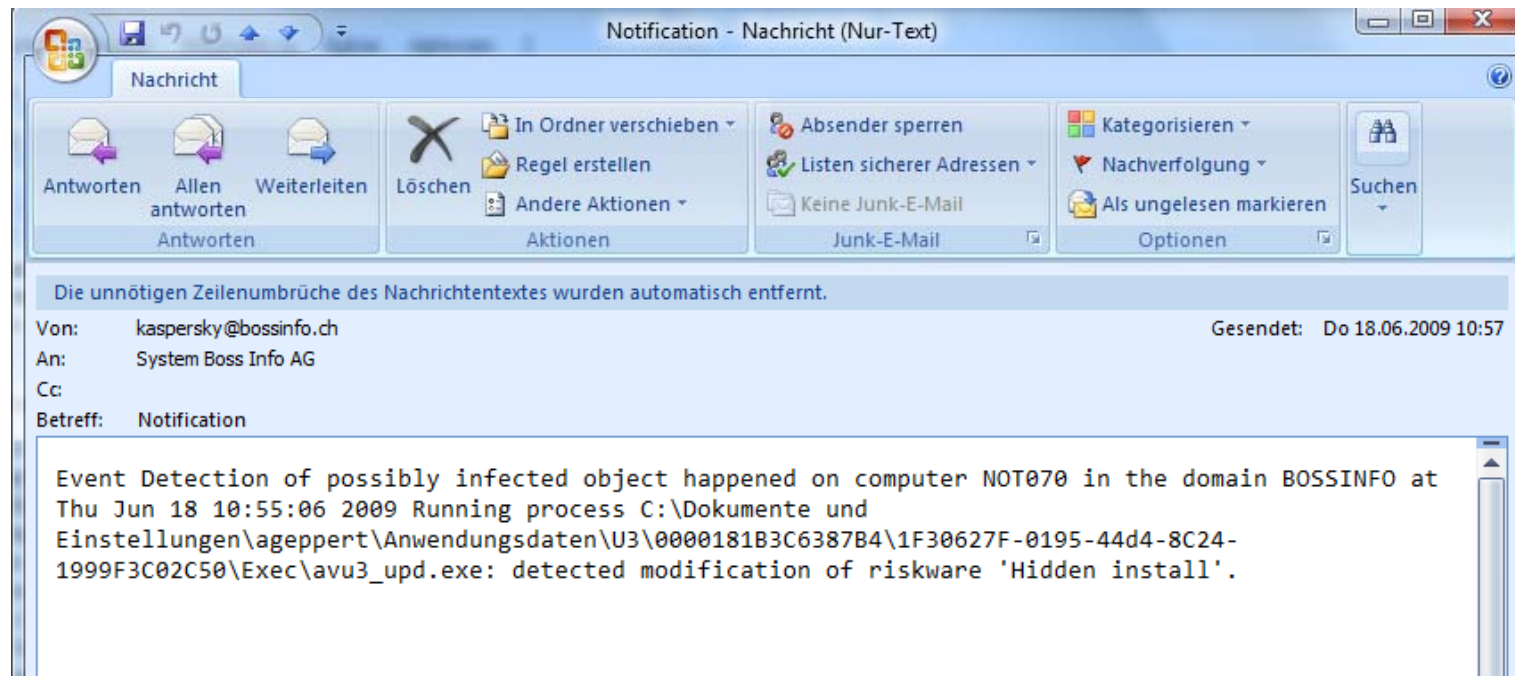 Notification - Nachricht (Nur-Text)
Nachricht
Antworten
Allen antworten
Weiterleiten
Löschen
In Ordner verschieben
Regel erstellen
Andere Aktionen
Absender sperren
Listen sicherer Adressen
Keine Junk-E-Mail
Kategorisieren
Nachverfolgung
Als ungelesen markieren
Suchen
Antworten
Aktionen
Junk-E-Mail
Optionen
Die unnötigen Zeilenumbrüche des Nachrichtentextes wurden automatisch entfernt.
Von: kaspersky@bossinfo.ch
Gesendet: Do 18.06.2009 10:57
An: System Boss Info AG
Cc:
Betreff: Notification
Event Detection of possibly infected object happened on computer NOT070 in the domain BOSSINFO at
Thu Jun 18 10:55:06 2009 Running process C:\Dokumente und
Einstellungen\ageppert\Anwendungsdaten\U3\0000181B3C6387B4\1F30627F-0195-44d4-8C24-
1999F3C02C50\Exec\avu3_upd.exe: detected modification of riskware 'Hidden install'.